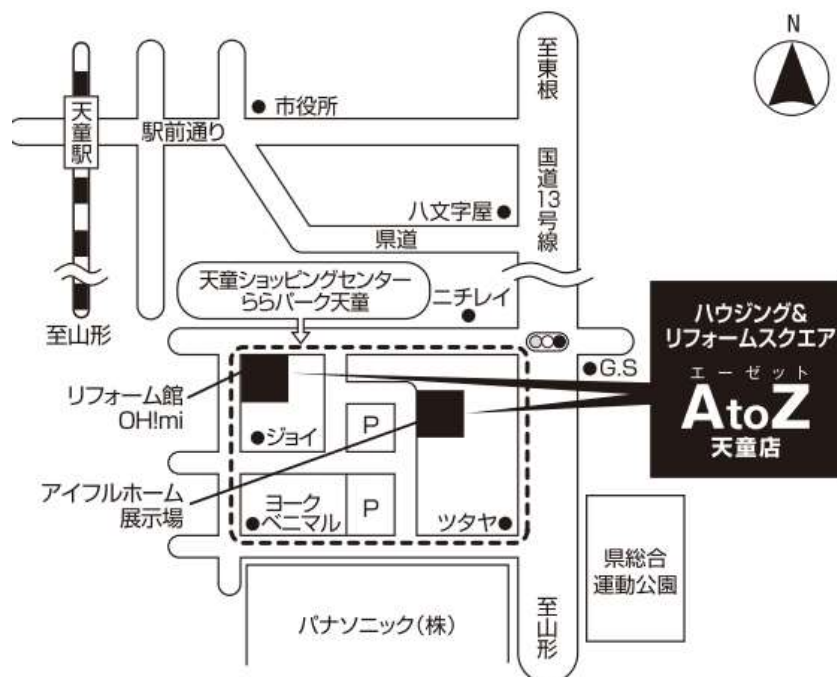 N
至東根
市役所
天童駅
駅前通り
国道13号線
八文字屋
県道
天童ショッピングセンター
ららパーク天童
ニチレイ
至山形
ハウジング&
リフォームスクエア
エーゼット
AtoZ
天童店
G.S
リフォーム館
OH!mi
P
ジョイ
アイフルホーム
展示場
ヨーク
ベニマル
P
ツタヤ
県総合
運動公園
パナソニック(株)
至山形